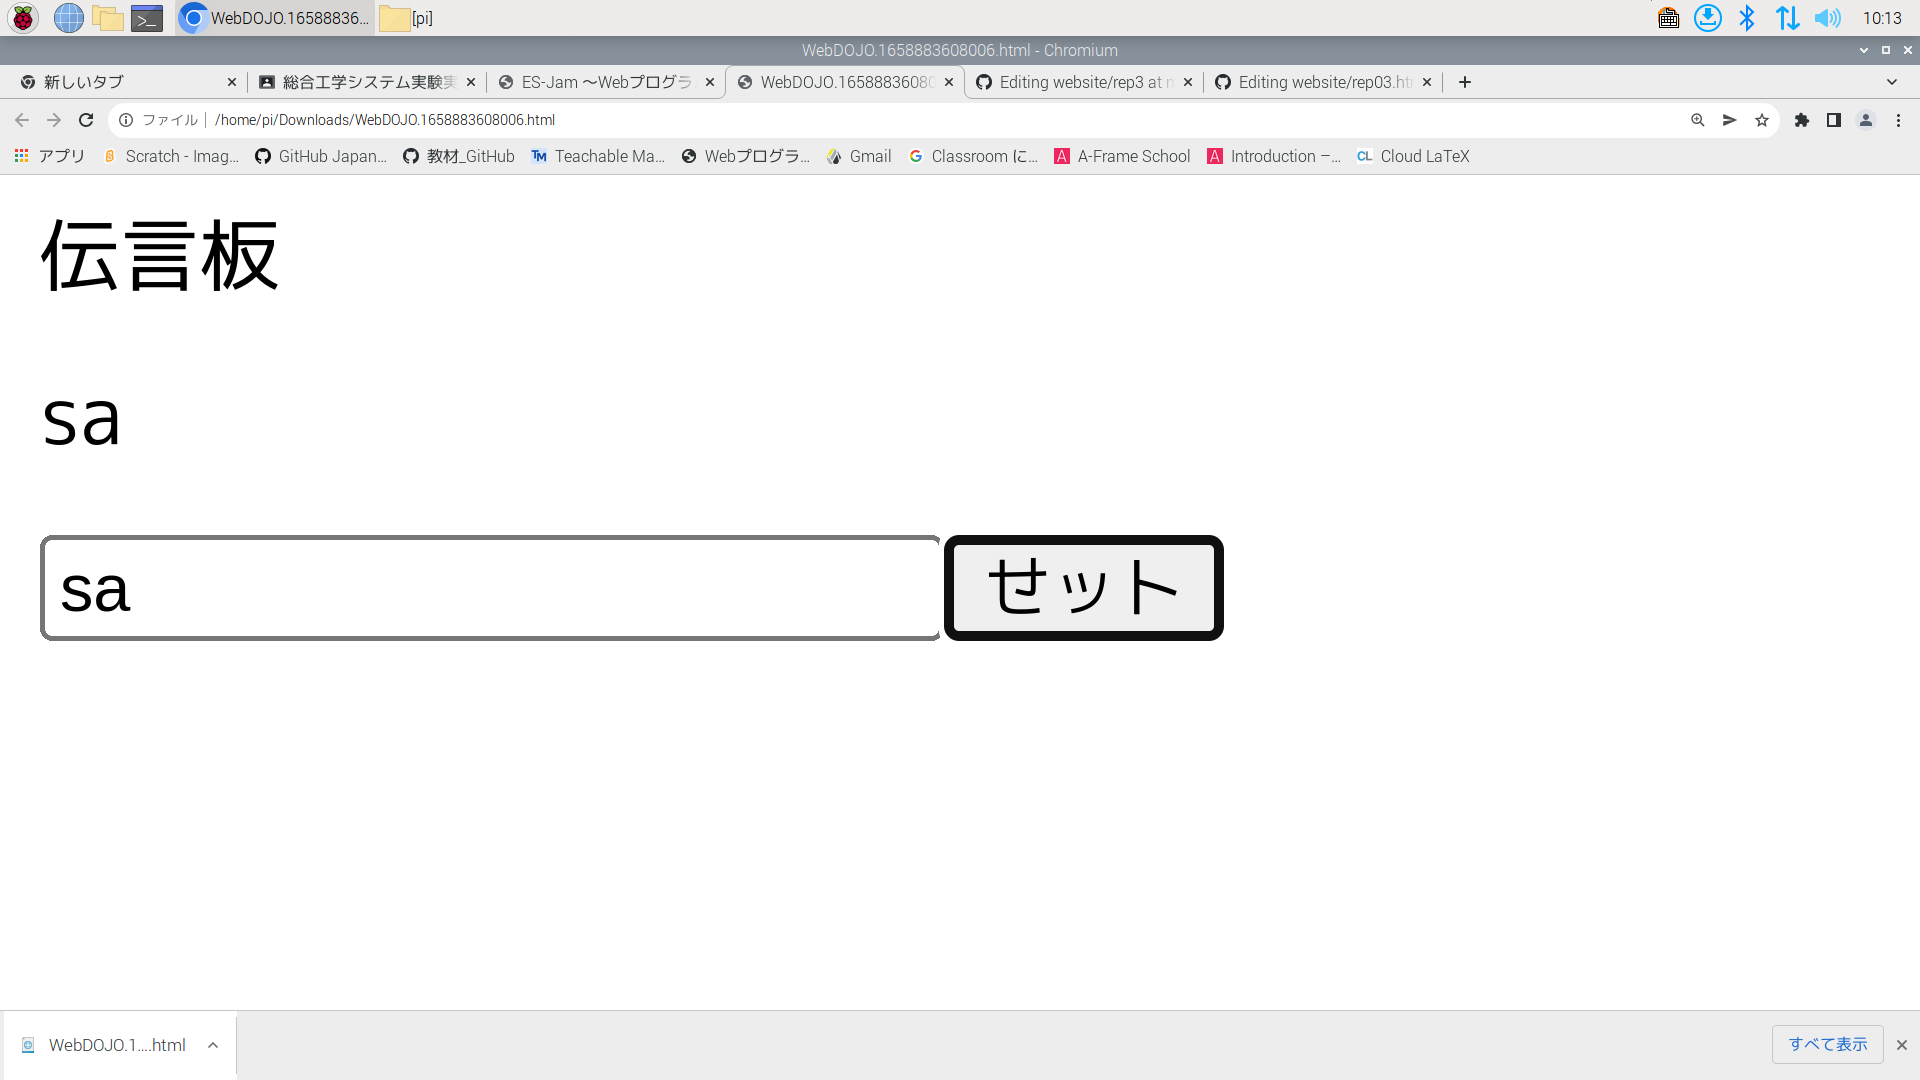 WebDOJO.16588836... [pi] 10:13
WebDOJO.1658883608006.html - Chromium
新しいタブ 総合工学システム実験実 ES-Jam ～Webプログラ WebDOJO.16588836080 Editing website/rep3 at Editing website/rep03.ht
ファイル /home/pi/Downloads/WebDOJO.1658883608006.html
アプリ Scratch - Imag... GitHub Japan... 教材_GitHub Teachable Ma... Webプログラ... Gmail Classroom に... A-Frame School Introduction –... Cloud LaTeX
伝言板
sa
sa セット
WebDOJO.1....html すべて表示